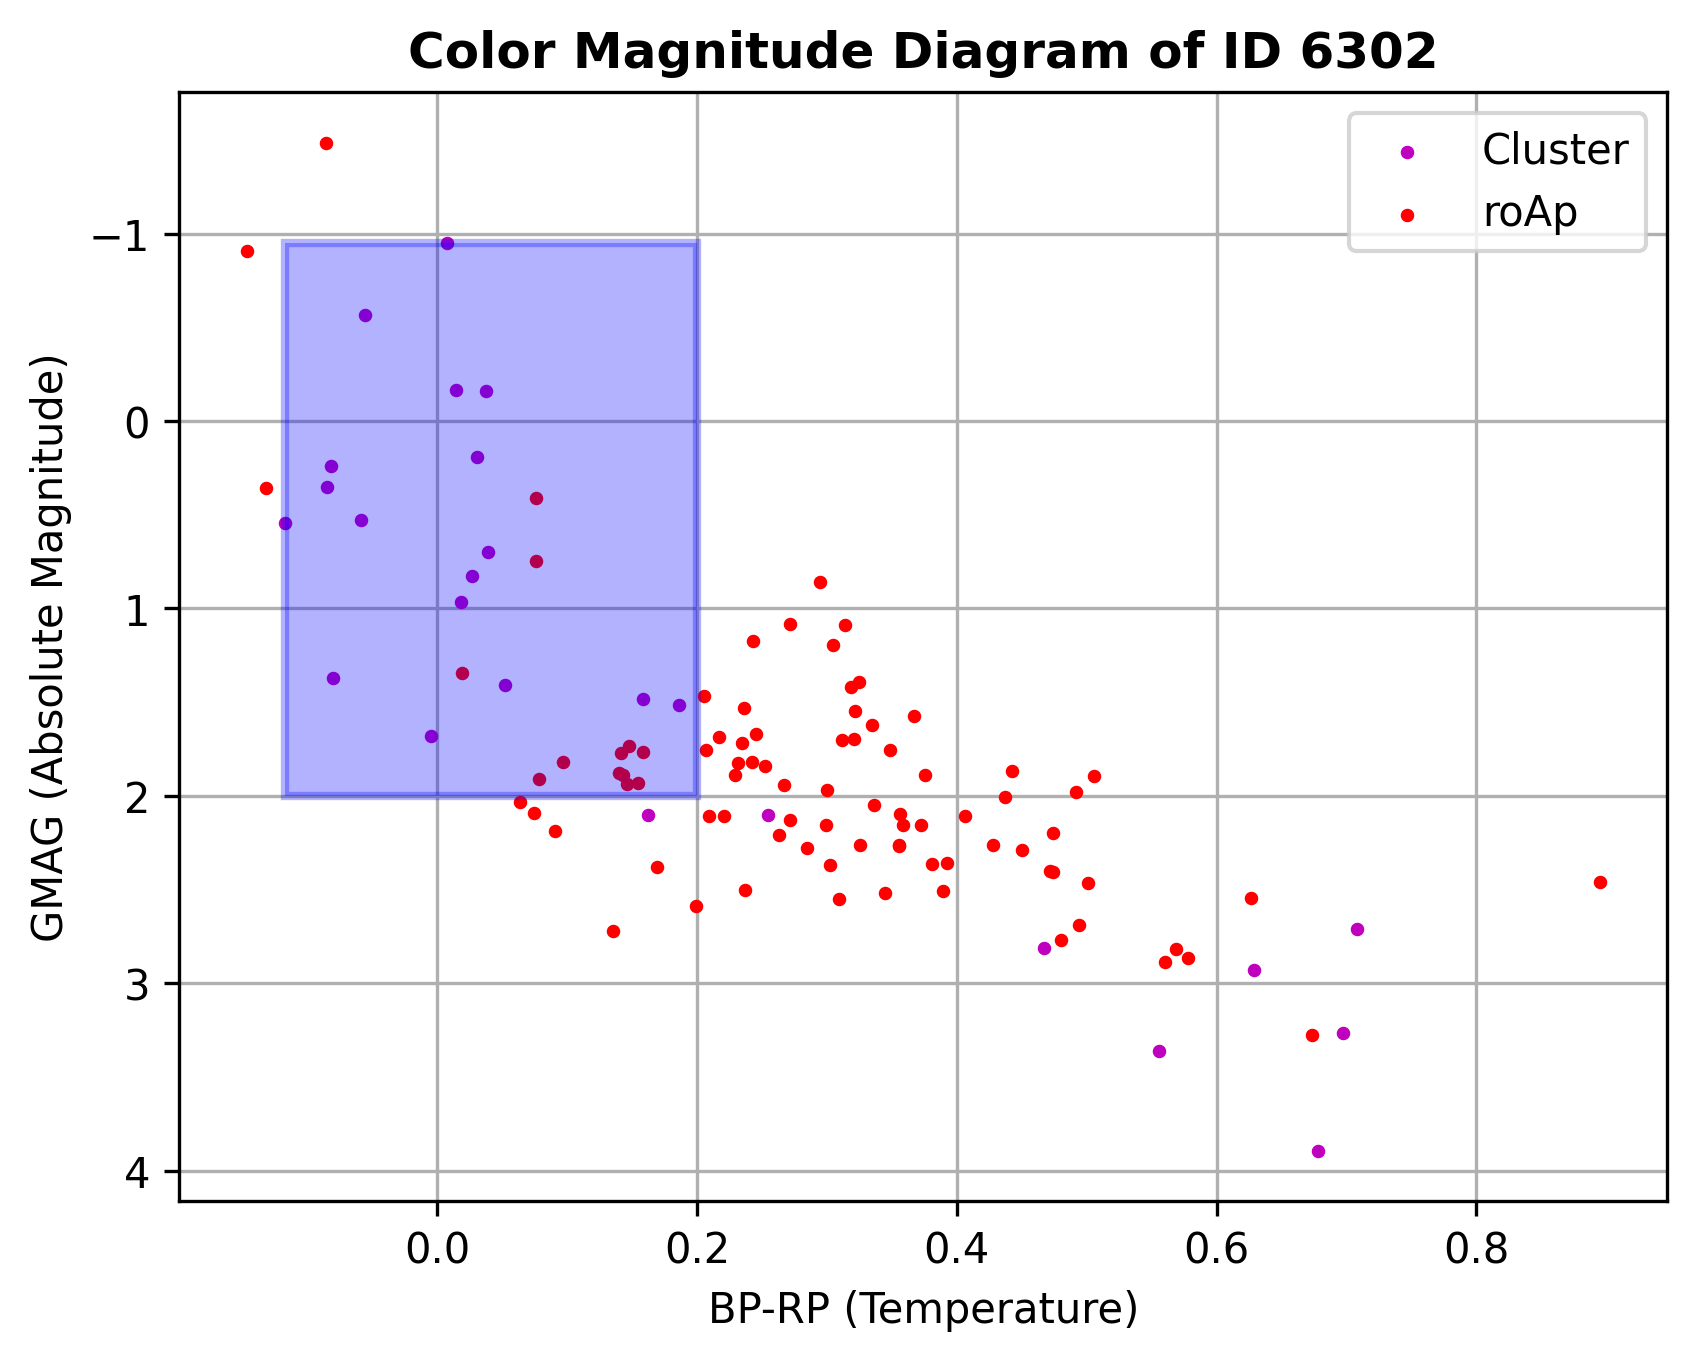 Color Magnitude Diagram of ID 6302
Cluster
roAp
GMAG (Absolute Magnitude)
−1
0
1
2
3
4
0.0 0.2 0.4 0.6 0.8
BP-RP (Temperature)